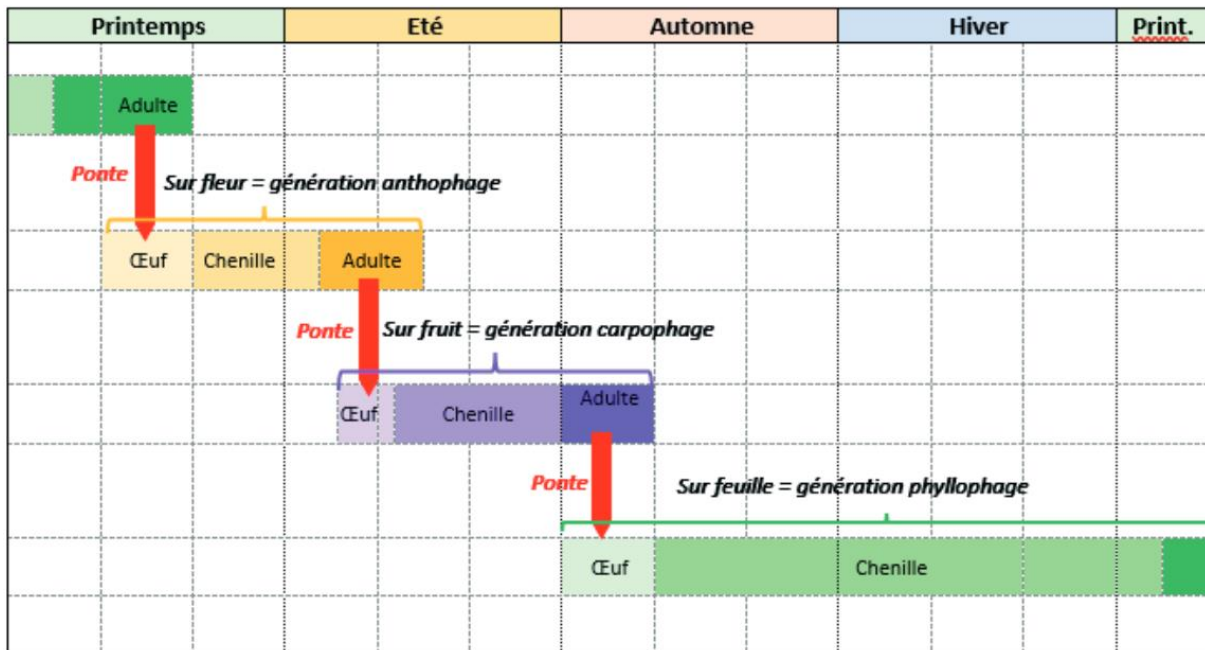 Printemps Eté Automne Hiver Print.
Adulte
Ponte Sur fleur = génération anthophage
Œuf Chenille Adulte
Ponte Sur fruit = génération carpophage
Œuf Chenille Adulte
Ponte Sur feuille = génération phyllophage
Œuf Chenille